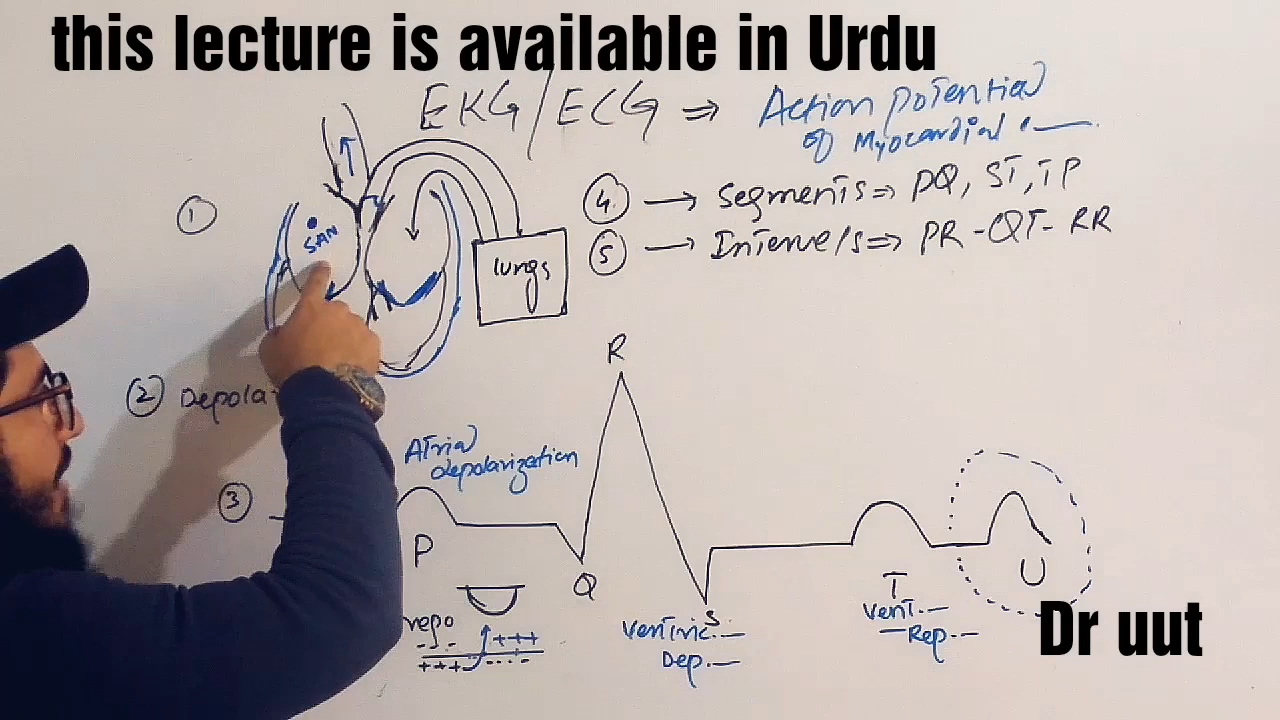 this lecture is available in Urdu
EKG/ECG ⇒ Action potential
of Myocardial
① 
④ → segments ⇒ PQ, ST, TP
SAN
⑤ → Intervels ⇒ PR - QT - RR
lungs
R
② Depola
Atrial
depolarization
③
P
Q
U
T
S
repo
Ventric.—
Dep.—
Vent.—
—Rep.—
--- +++
+++ ----
Dr uut